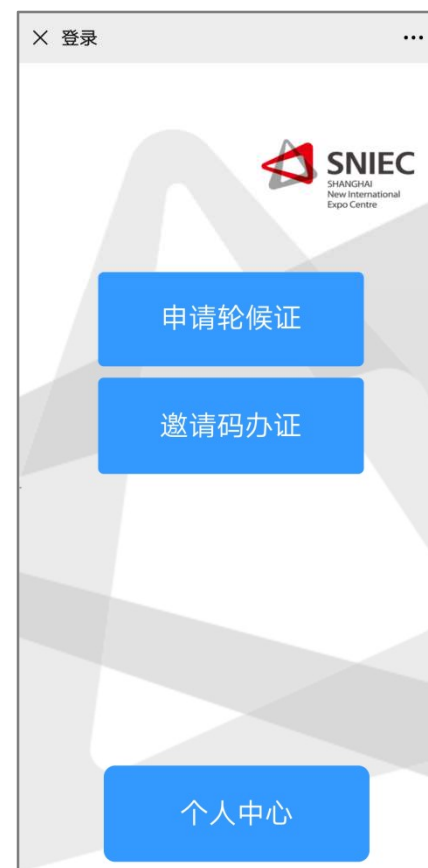 登录
SNIEC
SHANGHAI
New International
Expo Centre
申请轮候证
邀请码办证
个人中心